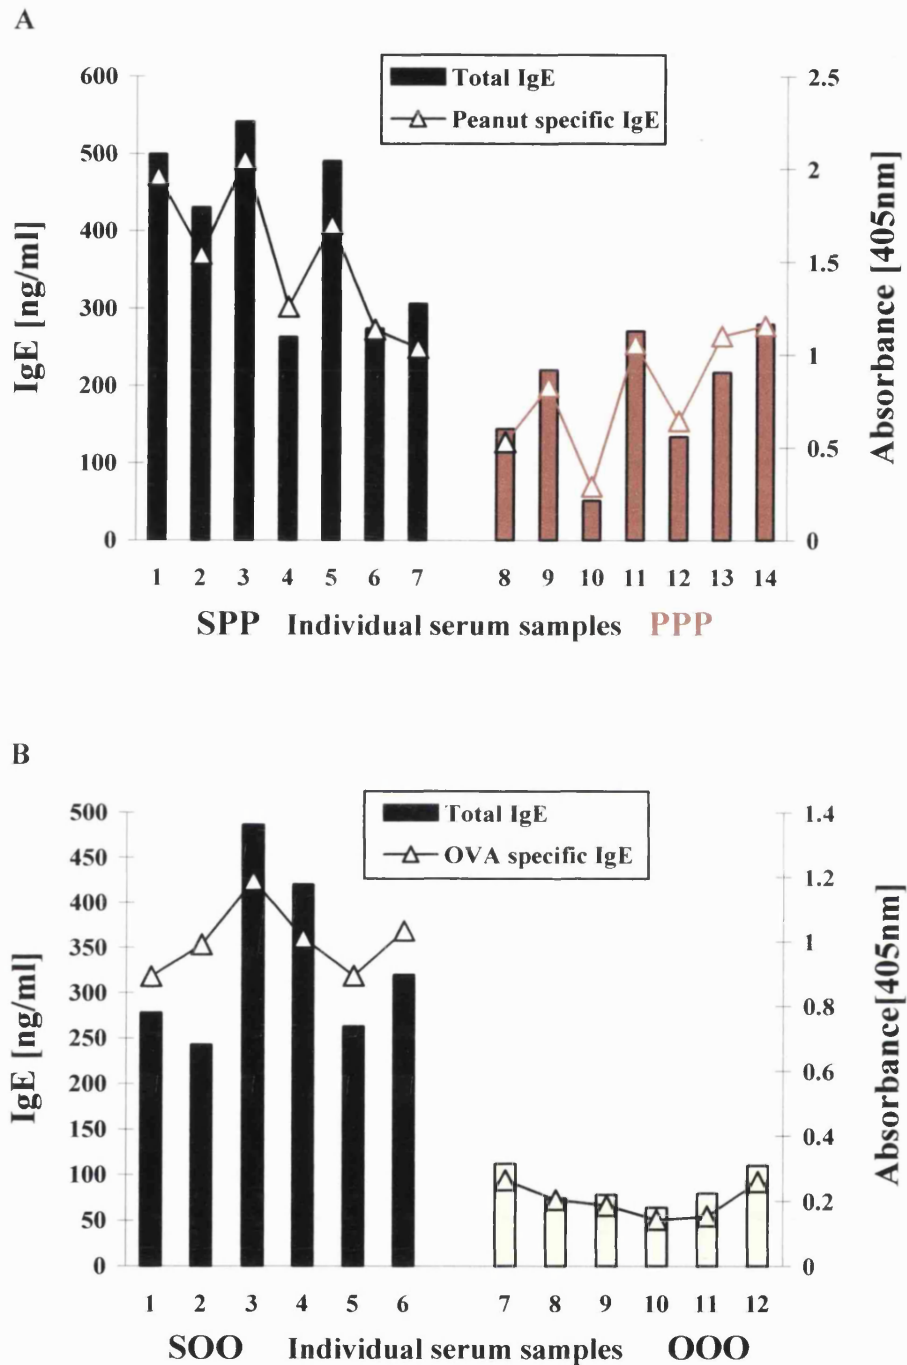 A
Total IgE
Peanut specific IgE
600
500
400
300
200
100
0
IgE [ng/ml]
2.5
2
1.5
1
0.5
0
Absorbance [405nm]
1 2 3 4 5 6 7 8 9 10 11 12 13 14
SPP Individual serum samples PPP
B
Total IgE
OVA specific IgE
500
450
400
350
300
250
200
150
100
50
0
IgE [ng/ml]
1.4
1.2
1
0.8
0.6
0.4
0.2
0
Absorbance[405nm]
1 2 3 4 5 6 7 8 9 10 11 12
SOO Individual serum samples OOO